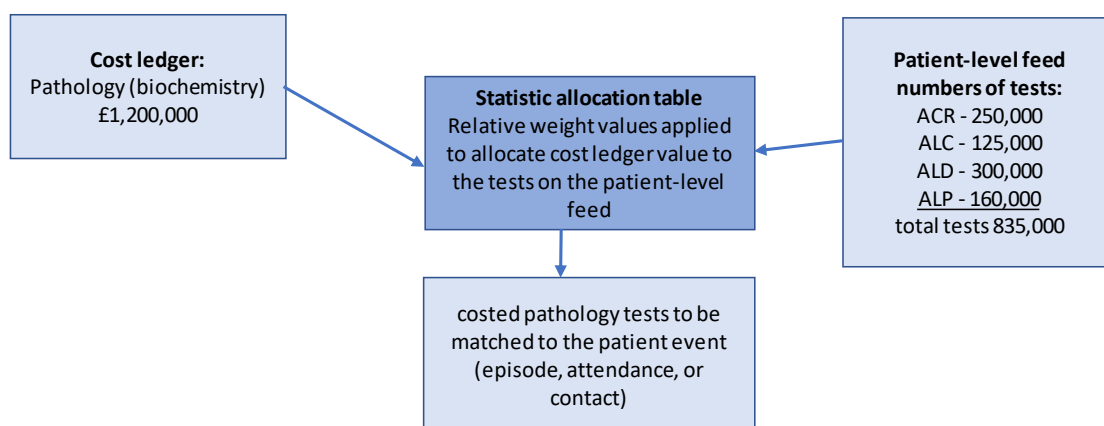 Cost ledger:
Pathology (biochemistry)
£1,200,000
Statistic allocation table
Relative weight values applied
to allocate cost ledger value to
the tests on the patient-level
feed
Patient-level feed
numbers of tests:
ACR - 250,000
ALC - 125,000
ALD - 300,000
ALP - 160,000
total tests 835,000
costed pathology tests to be
matched to the patient event
(episode, attendance, or
contact)